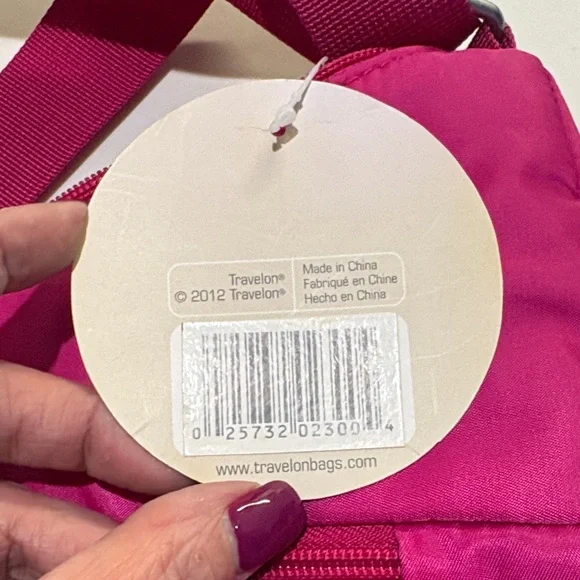 Travelon®
© 2012 Travelon®
Made in China
Fabriqué en Chine
Hecho en China
0 25732 02300 4
www.travelonbags.com